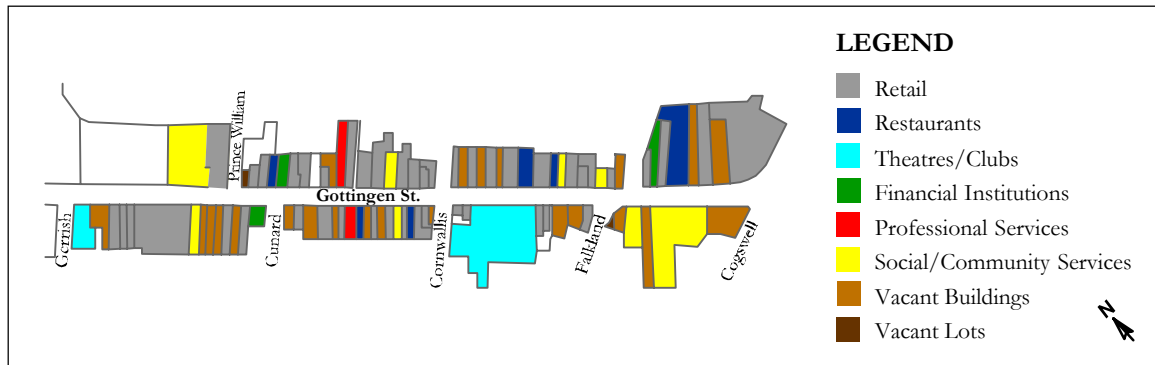 LEGEND
Retail
Restaurants
Theatres/Clubs
Financial Institutions
Professional Services
Social/Community Services
Vacant Buildings
Vacant Lots
N
Prince William
Gottingen St.
Gerrish
Cunard
Cornwallis
Falkland
Cogswell